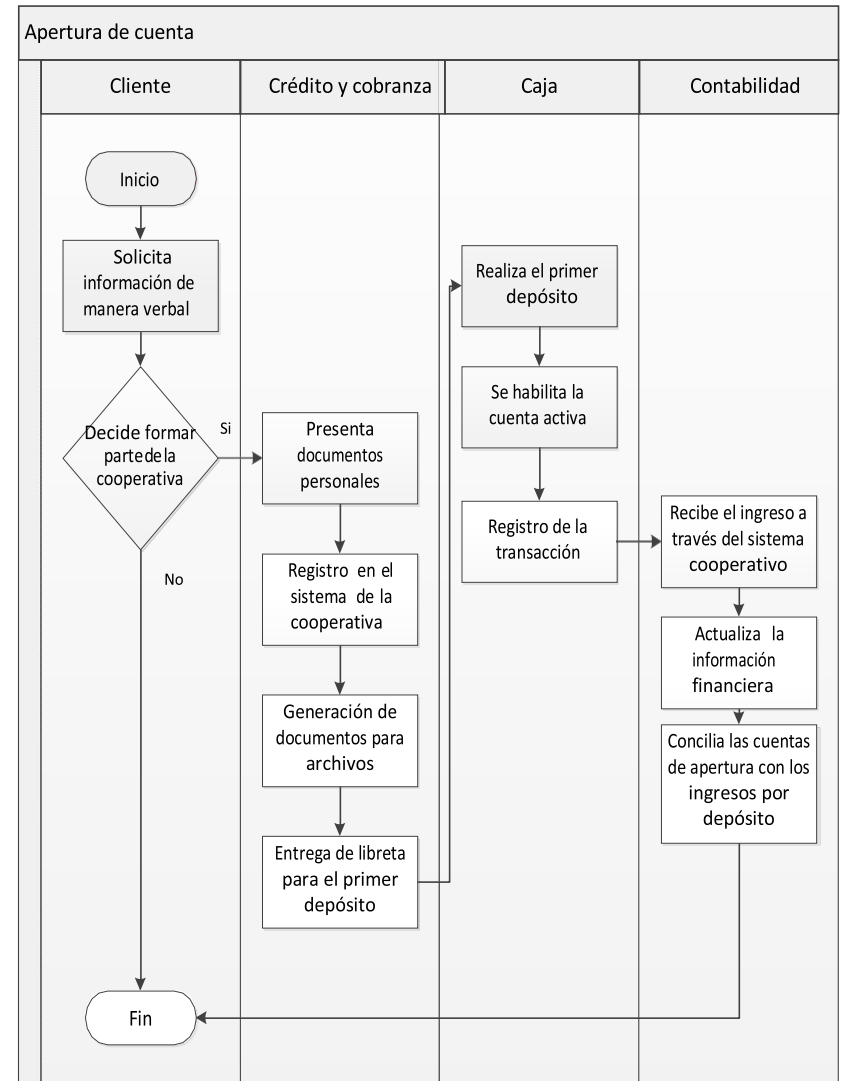 Apertura de cuenta
Cliente
Crédito y cobranza
Caja
Contabilidad
Inicio
Solicita
información de
manera verbal
Decide formar
parte de la
cooperativa
Si
No
Presenta
documentos
personales
Registro en el
sistema de la
cooperativa
Generación de
documentos para
archivos
Entrega de libreta
para el primer
depósito
Realiza el primer
depósito
Se habilita la
cuenta activa
Registro de la
transacción
Recibe el ingreso a
través del sistema
cooperativo
Actualiza la
información
financiera
Concilia las cuentas
de apertura con los
ingresos por
depósito
Fin